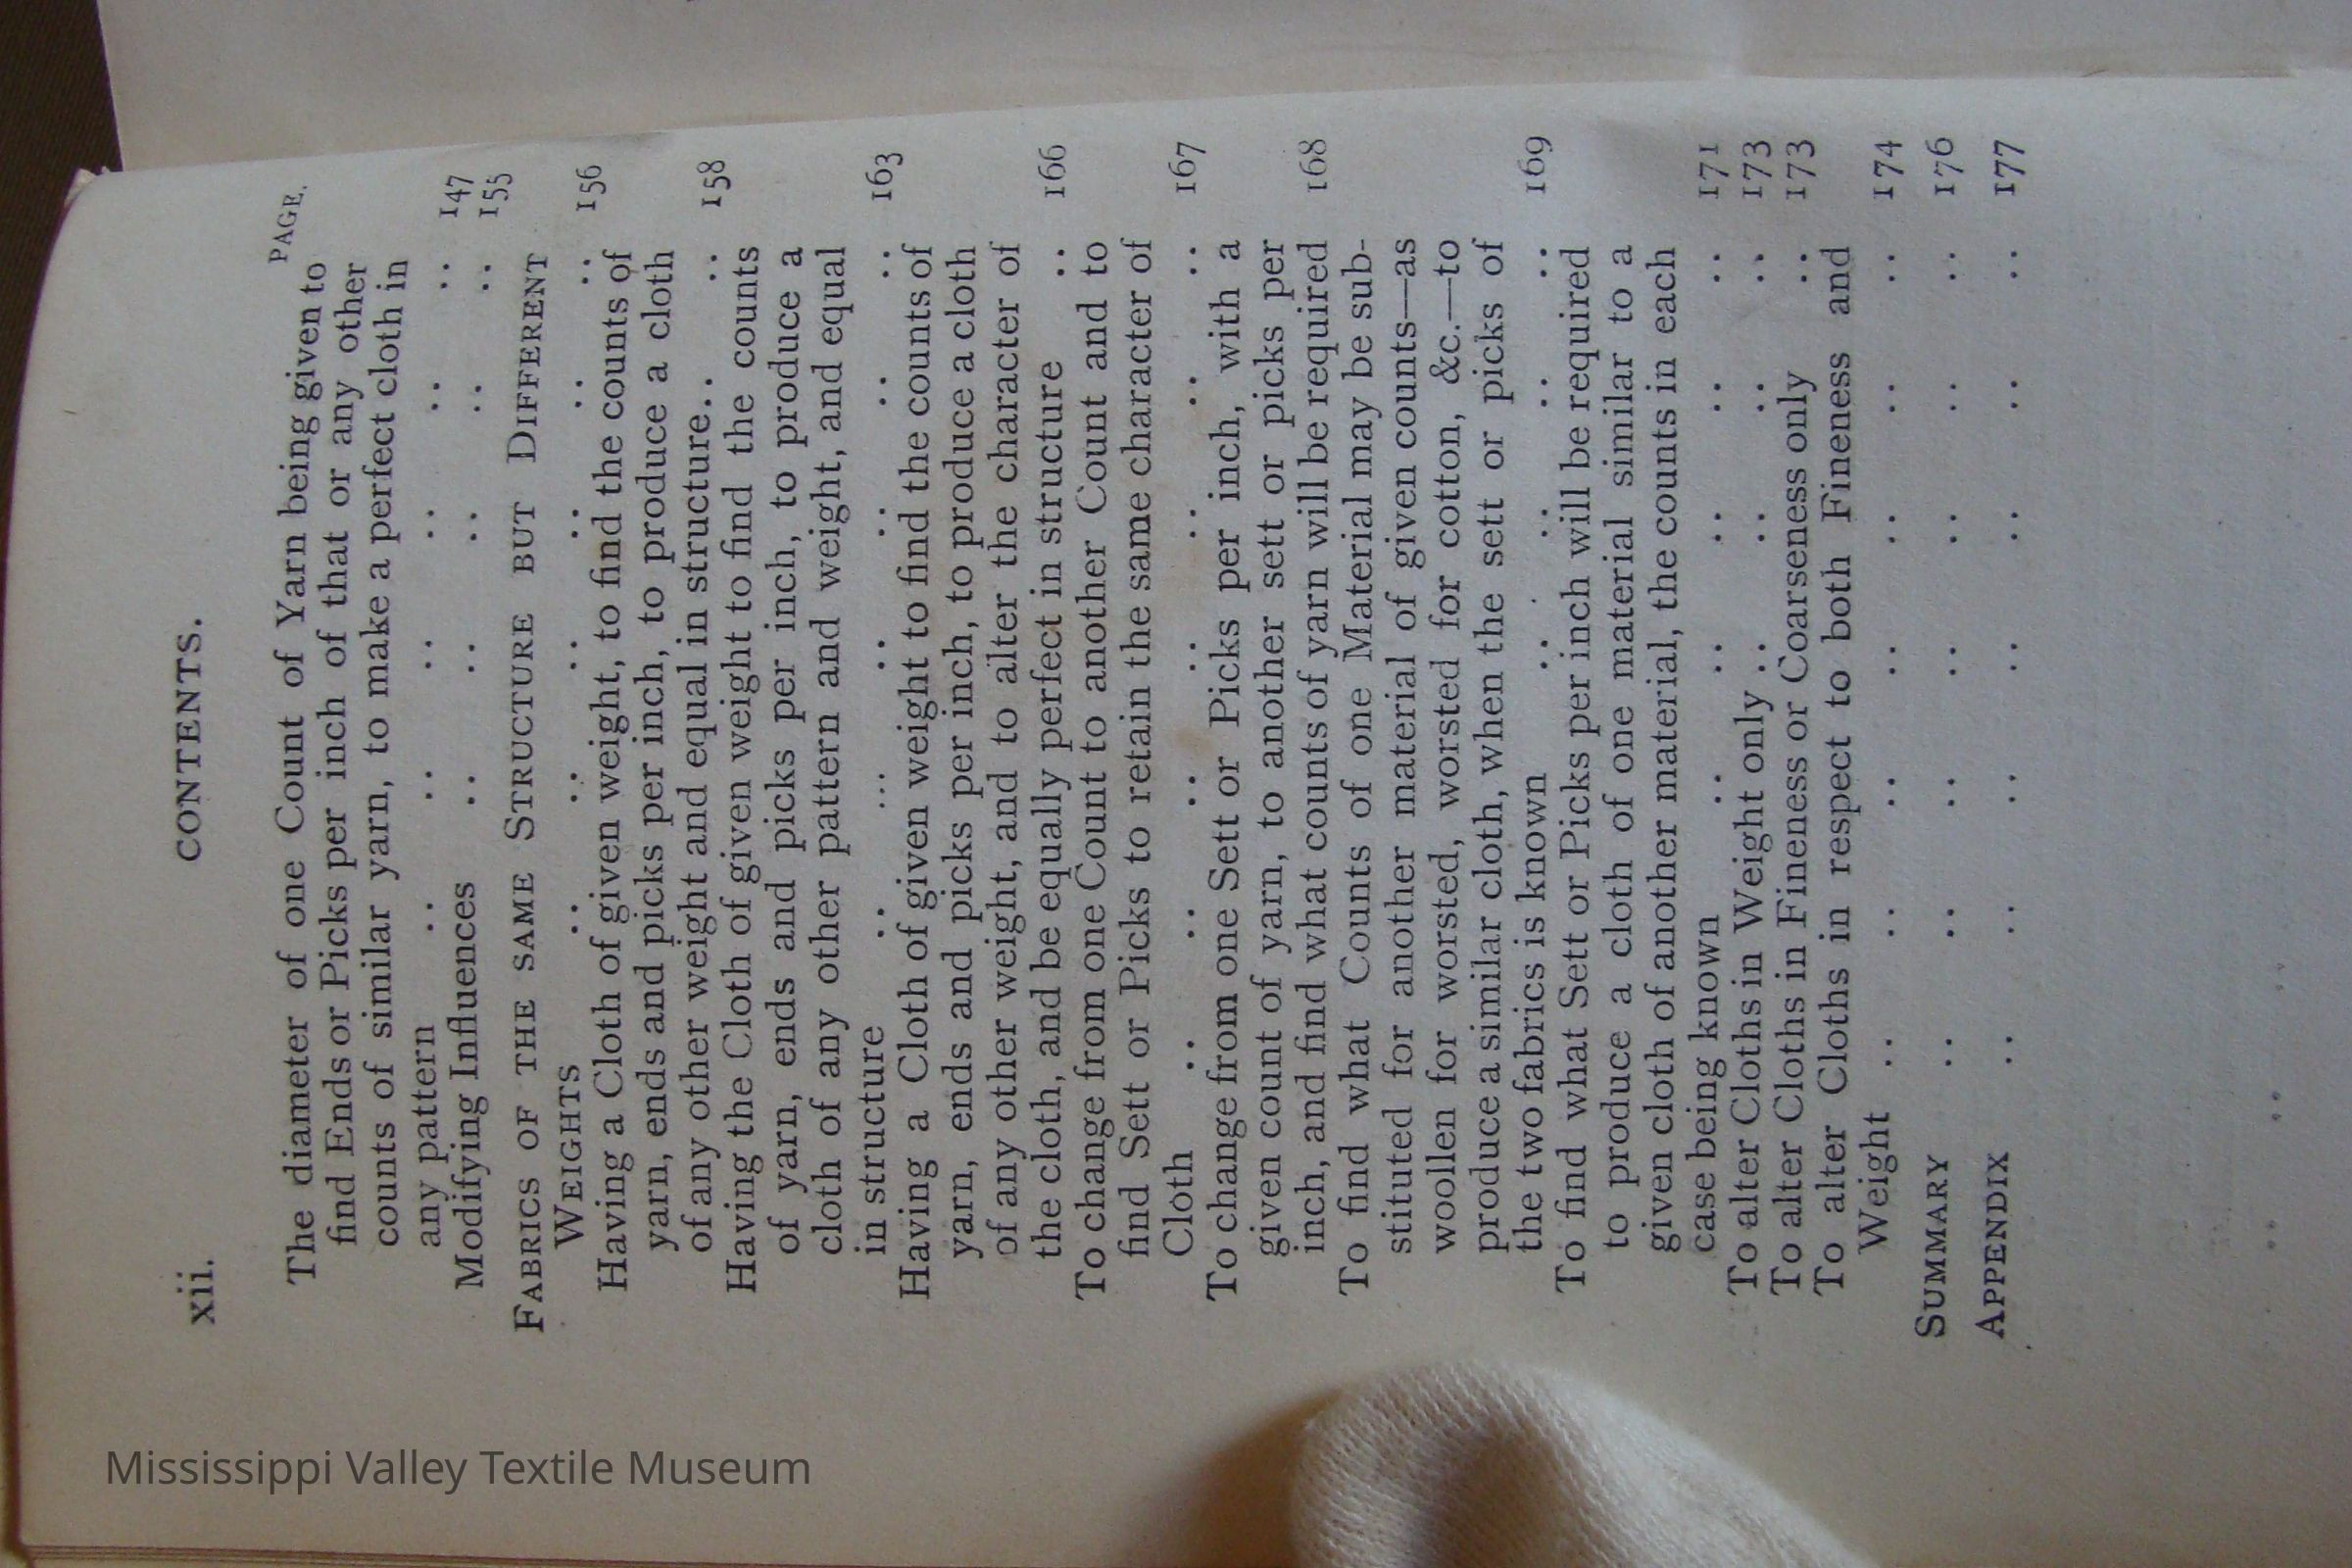 xii. CONTENTS.
PAGE.
The diameter of one Count of Yarn being given to
find Ends or Picks per inch of that or any other
counts of similar yarn, to make a perfect cloth in
any pattern .. .. .. .. .. .. 147
Modifying Influences .. .. .. .. .. 155
FABRICS OF THE SAME STRUCTURE BUT DIFFERENT
WEIGHTS .. .. .. .. .. .. 156
Having a Cloth of given weight, to find the counts of
yarn, ends and picks per inch, to produce a cloth
of any other weight and equal in structure.. .. 158
Having the Cloth of given weight to find the counts
of yarn, ends and picks per inch, to produce a
cloth of any other pattern and weight, and equal
in structure .. ... .. .. .. .. 163
Having a Cloth of given weight to find the counts of
yarn, ends and picks per inch, to produce a cloth
of any other weight, and to alter the character of
the cloth, and be equally perfect in structure .. 166
To change from one Count to another Count and to
find Sett or Picks to retain the same character of
Cloth .. .. .. .. .. .. .. 167
To change from one Sett or Picks per inch, with a
given count of yarn, to another sett or picks per
inch, and find what counts of yarn will be required 168
To find what Counts of one Material may be sub-
stituted for another material of given counts—as
woollen for worsted, worsted for cotton, &c.—to
produce a similar cloth, when the sett or picks of
the two fabrics is known .. .. .. .. 169
To find what Sett or Picks per inch will be required
to produce a cloth of one material similar to a
given cloth of another material, the counts in each
case being known .. .. .. .. .. 171
To alter Cloths in Weight only .. .. .. .. 173
To alter Cloths in Fineness or Coarseness only .. 173
To alter Cloths in respect to both Fineness and
Weight .. .. .. .. .. .. .. 174
SUMMARY .. .. .. .. .. .. .. 176
APPENDIX .. .. .. .. .. .. .. 177
Mississippi Valley Textile Museum